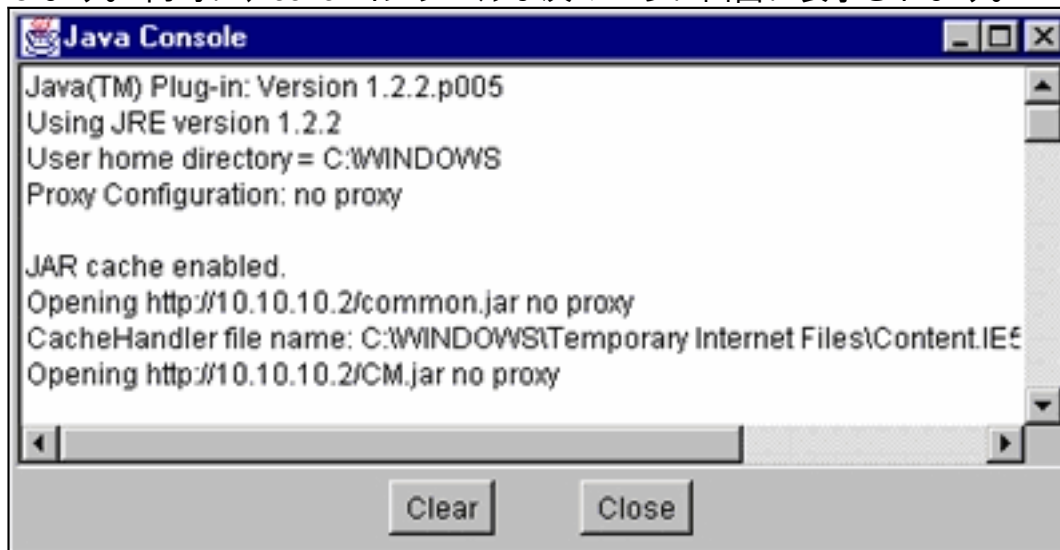 Java Console
Java(TM) Plug-in: Version 1.2.2.p005
Using JRE version 1.2.2
User home directory = C:\WINDOWS
Proxy Configuration: no proxy
JAR cache enabled.
Opening http://10.10.10.2/common.jar no proxy
CacheHandler file name: C:\WINDOWS\Temporary Internet Files\Content.IE5
Opening http://10.10.10.2/CM.jar no proxy
Clear Close